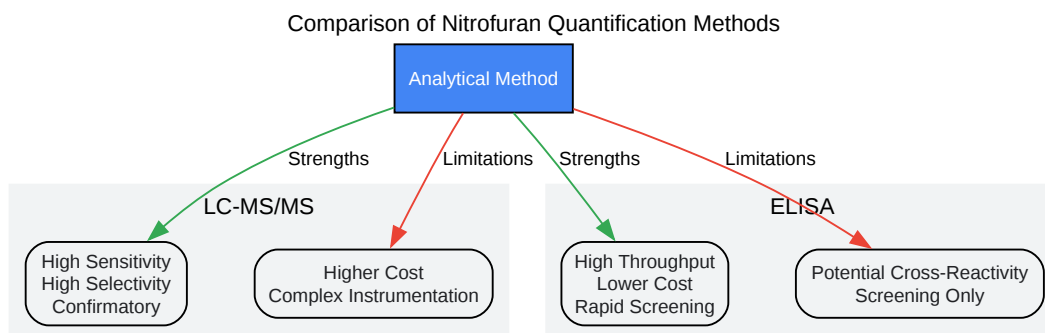 Comparison of Nitrofuran Quantification Methods
Analytical Method
Strengths
Limitations
Strengths
Limitations
LC-MS/MS
ELISA
High Sensitivity
High Selectivity
Confirmatory
Higher Cost
Complex Instrumentation
High Throughput
Lower Cost
Rapid Screening
Potential Cross-Reactivity
Screening Only